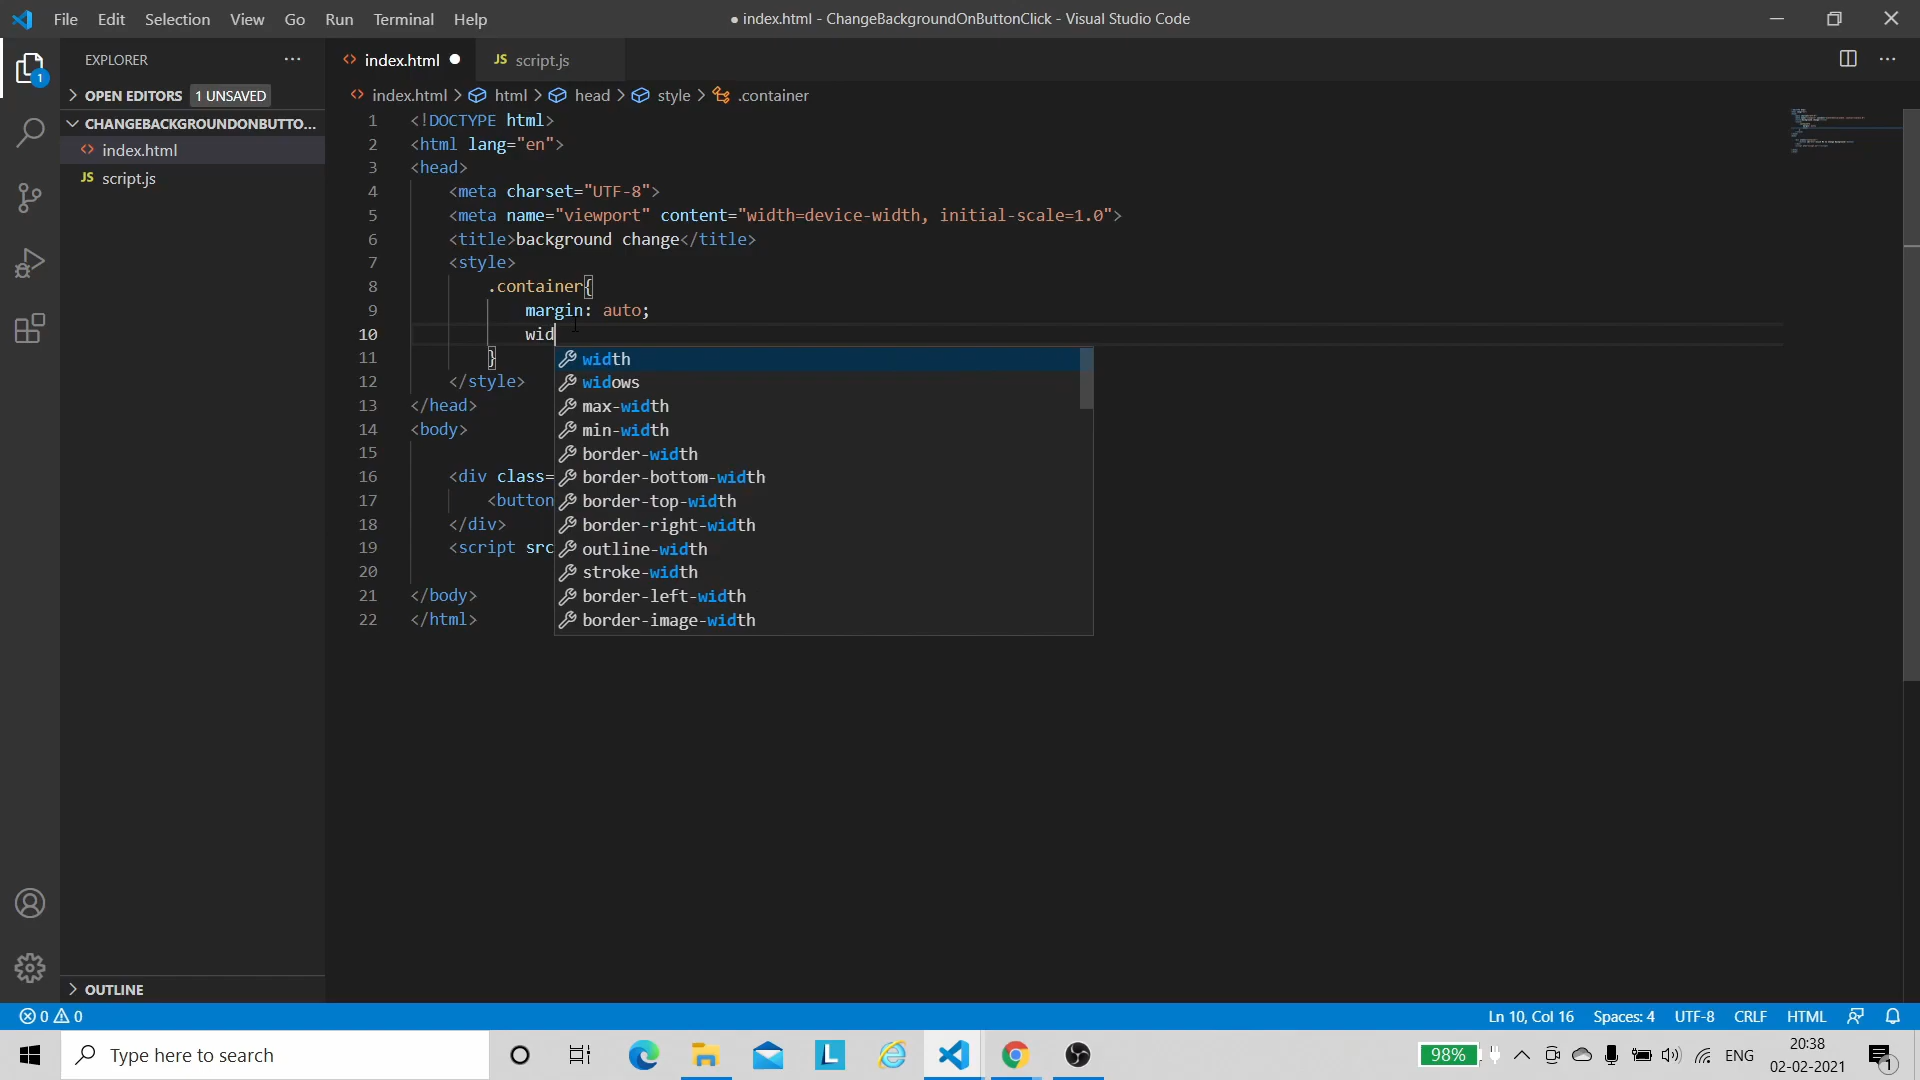 File Edit Selection View Go Run Terminal Help
● index.html - ChangeBackgroundOnButtonClick - Visual Studio Code
EXPLORER
OPEN EDITORS 1 UNSAVED
CHANGEBACKGROUNDONBUTTO...
index.html
JS script.js
OUTLINE
1
index.html ●
JS script.js
index.html > html > head > style > .container
1 <!DOCTYPE html>
2 <html lang="en">
3 <head>
4 <meta charset="UTF-8">
5 <meta name="viewport" content="width=device-width, initial-scale=1.0">
6 <title>background change</title>
7 <style>
8 .container{
9 margin: auto;
10 wid
11 }
12 </style>
13 </head>
14 <body>
15
16 <div class=
17 <button
18 </div>
19 <script src
20
21 </body>
22 </html>
width
widows
max-width
min-width
border-width
border-bottom-width
border-top-width
border-right-width
outline-width
stroke-width
border-left-width
border-image-width
0 0
Ln 10, Col 16 Spaces: 4 UTF-8 CRLF HTML
Type here to search
L
98%
ENG
20:38
02-02-2021
1